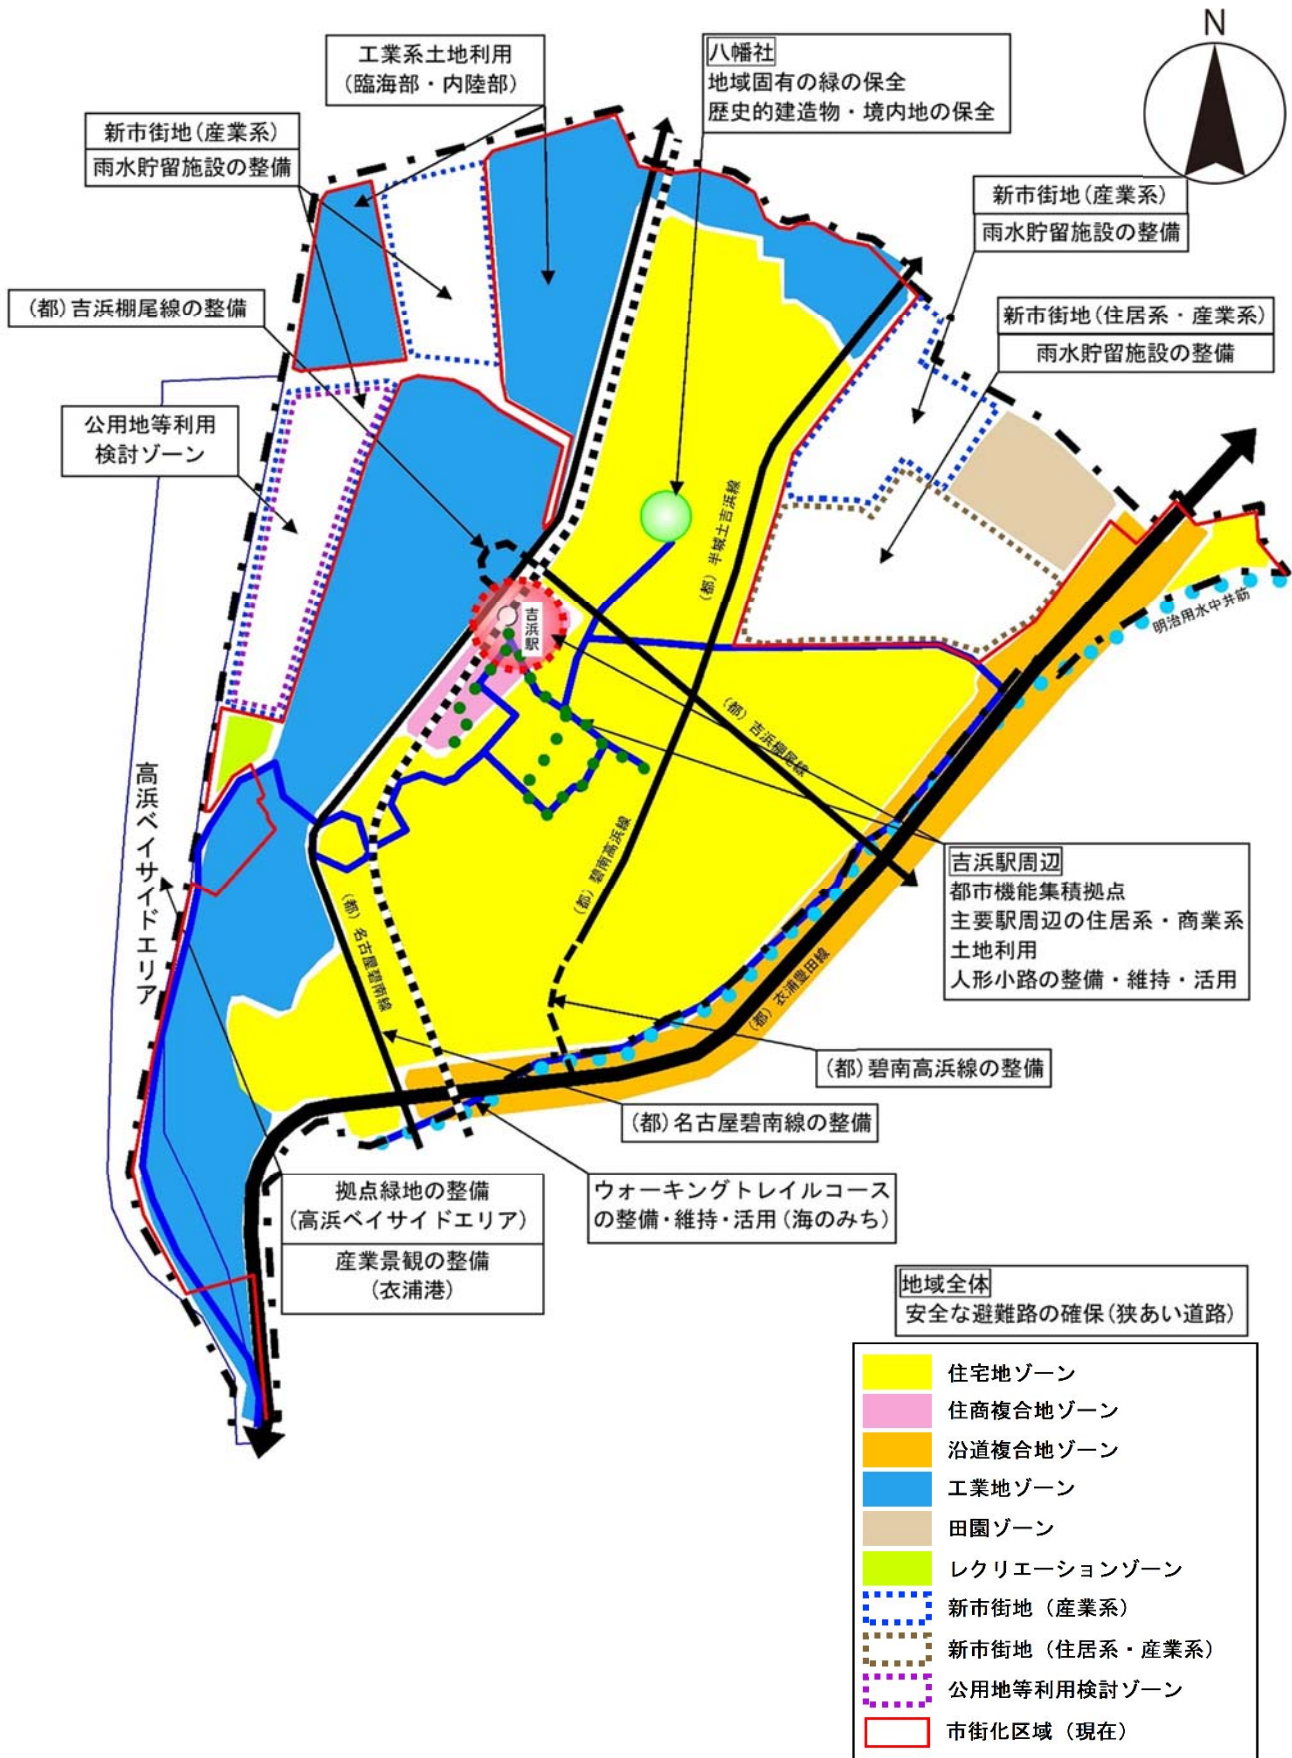 N
工業系土地利用
(臨海部・内陸部)
八幡社
地域固有の緑の保全
歴史的建造物・境内地の保全
新市街地(産業系)
雨水貯留施設の整備
新市街地(産業系)
雨水貯留施設の整備
(都)吉浜棚尾線の整備
新市街地(住居系・産業系)
雨水貯留施設の整備
公用地等利用
検討ゾーン
(都)半城土吉浜線
明治用水中井筋
吉浜駅
(都)吉浜棚尾線
高浜ベイサイドエリア
(都)碧南高浜線
(都)名古屋碧南線
(都)衣浦豊田線
吉浜駅周辺
都市機能集積拠点
主要駅周辺の住居系・商業系
土地利用
人形小路の整備・維持・活用
(都)碧南高浜線の整備
(都)名古屋碧南線の整備
拠点緑地の整備
(高浜ベイサイドエリア)
産業景観の整備
(衣浦港)
ウォーキングトレイルコース
の整備・維持・活用(海のみち)
地域全体
安全な避難路の確保(狭あい道路)
住宅地ゾーン
住商複合地ゾーン
沿道複合地ゾーン
工業地ゾーン
田園ゾーン
レクリエーションゾーン
新市街地（産業系）
新市街地（住居系・産業系）
公用地等利用検討ゾーン
市街化区域（現在）